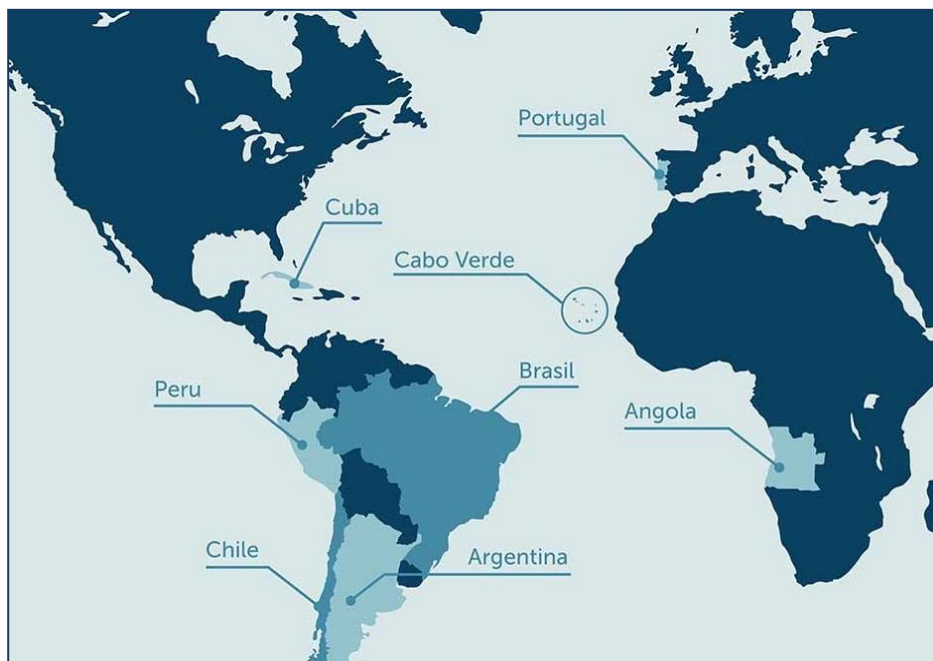 Portugal
Cuba
Cabo Verde
Brasil
Peru
Angola
Chile
Argentina